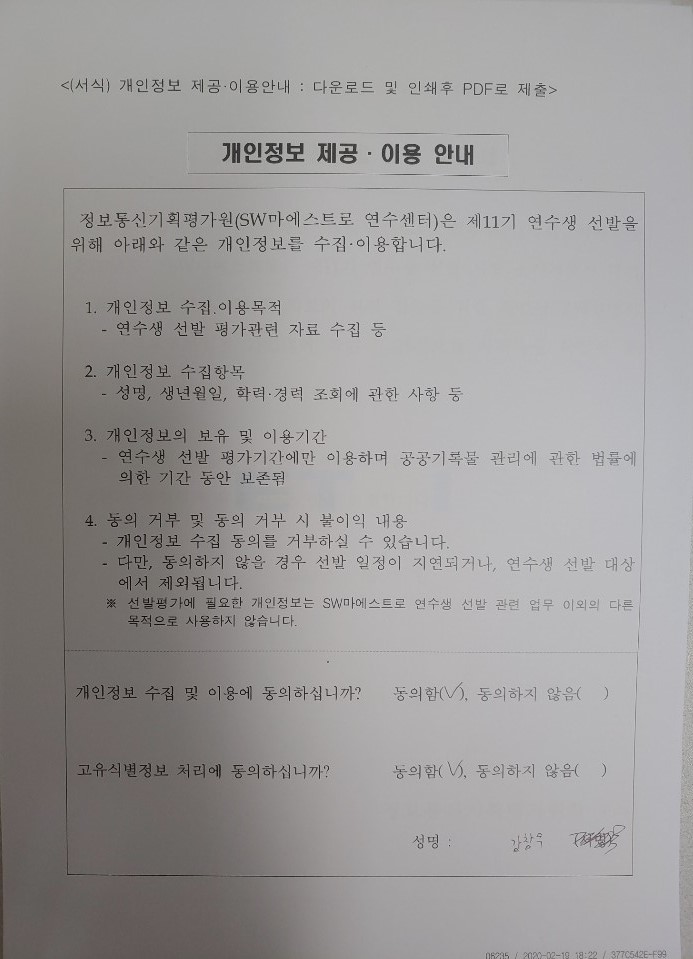 <(서식) 개인정보 제공·이용안내 : 다운로드 및 인쇄후 PDF로 제출>
개인정보 제공·이용 안내
정보통신기획평가원(SW마에스트로 연수센터)은 제11기 연수생 선발을
위해 아래와 같은 개인정보를 수집·이용합니다.
1. 개인정보 수집.이용목적
- 연수생 선발 평가관련 자료 수집 등
2. 개인정보 수집항목
- 성명, 생년월일, 학력·경력 조회에 관한 사항 등
3. 개인정보의 보유 및 이용기간
- 연수생 선발 평가기간에만 이용하며 공공기록물 관리에 관한 법률에
의한 기간 동안 보존됨
4. 동의 거부 및 동의 거부 시 불이익 내용
- 개인정보 수집 동의를 거부하실 수 있습니다.
- 다만, 동의하지 않을 경우 선발 일정이 지연되거나, 연수생 선발 대상
에서 제외됩니다.
※ 선발평가에 필요한 개인정보는 SW마에스트로 연수생 선발 관련 업무 이외의 다른
목적으로 사용하지 않습니다.
개인정보 수집 및 이용에 동의하십니까? 동의함(√), 동의하지 않음( )
고유식별정보 처리에 동의하십니까? 동의함(√), 동의하지 않음( )
성명 : 강창우
06235 / 2020-02-19 18:22 / 377C542E-F99